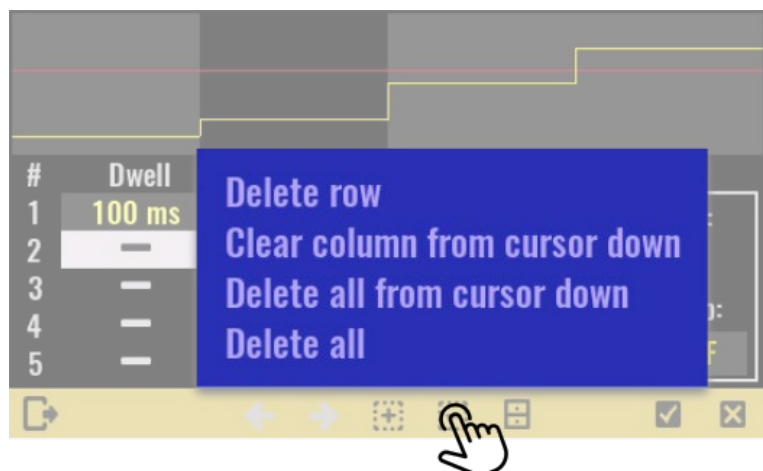 # Dwell
1 100 ms
2
3
4
5
Delete row
Clear column from cursor down
Delete all from cursor down
Delete all